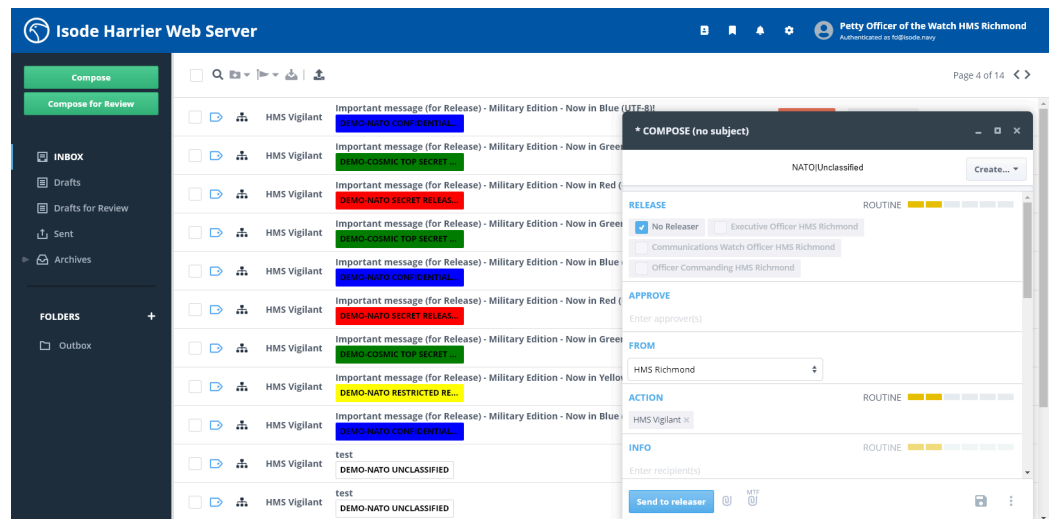 Isode Harrier Web Server
Petty Officer of the Watch HMS Richmond
Authenticated as fd@isode.navy
Compose
Compose for Review
INBOX
Drafts
Drafts for Review
Sent
Archives
FOLDERS
+
Outbox
Page 4 of 14
HMS Vigilant
Important message (for Release) - Military Edition - Now in Blue (UTF-8)!
DEMO-NATO CONFIDENTIAL...
HMS Vigilant
Important message (for Release) - Military Edition - Now in Gree
DEMO-COSMIC TOP SECRET ...
HMS Vigilant
Important message (for Release) - Military Edition - Now in Red (
DEMO-NATO SECRET RELEAS...
HMS Vigilant
Important message (for Release) - Military Edition - Now in Gree
DEMO-COSMIC TOP SECRET ...
HMS Vigilant
Important message (for Release) - Military Edition - Now in Blue
DEMO-NATO CONFIDENTIAL...
HMS Vigilant
Important message (for Release) - Military Edition - Now in Red (
DEMO-NATO SECRET RELEAS...
HMS Vigilant
Important message (for Release) - Military Edition - Now in Gree
DEMO-COSMIC TOP SECRET ...
HMS Vigilant
Important message (for Release) - Military Edition - Now in Yello
DEMO-NATO RESTRICTED RE...
HMS Vigilant
Important message (for Release) - Military Edition - Now in Blue
DEMO-NATO CONFIDENTIAL...
HMS Vigilant
test
DEMO-NATO UNCLASSIFIED
HMS Vigilant
test
DEMO-NATO UNCLASSIFIED
* COMPOSE (no subject)
NATO|Unclassified
Create...
RELEASE
ROUTINE
No Releaser
Executive Officer HMS Richmond
Communications Watch Officer HMS Richmond
Officer Commanding HMS Richmond
APPROVE
Enter approver(s)
FROM
HMS Richmond
ACTION
ROUTINE
HMS Vigilant ×
INFO
ROUTINE
Enter recipient(s)
Send to releaser
MTF